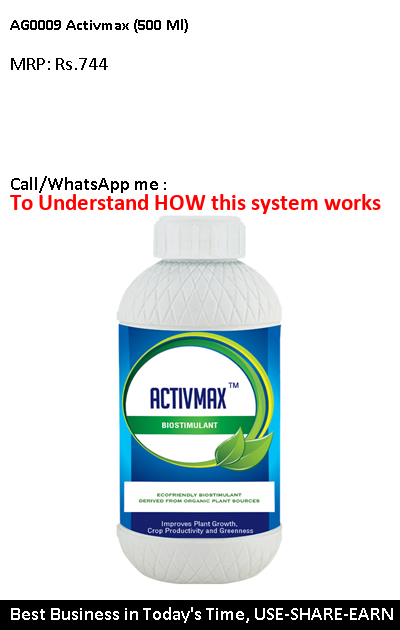 AG0009 Activmax (500 Ml)
MRP: Rs.744
Call/WhatsApp me :
To Understand HOW this system works
ACTIVMAX™
BIOSTIMULANT
ECOFRIENDLY BIOSTIMULANT
DERIVED FROM ORGANIC PLANT SOURCES
Improves Plant Growth,
Crop Productivity and Greenness
Best Business in Today's Time, USE-SHARE-EARN